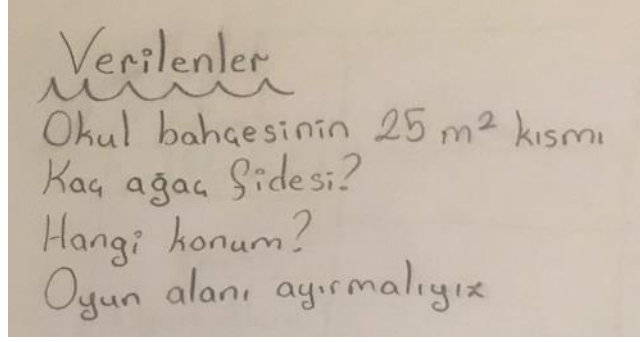 Verilenler
Okul bahçesinin 25 m² kısmı
Kaç ağaç fidesi?
Hangi konum?
Oyun alanı ayırmalıyız